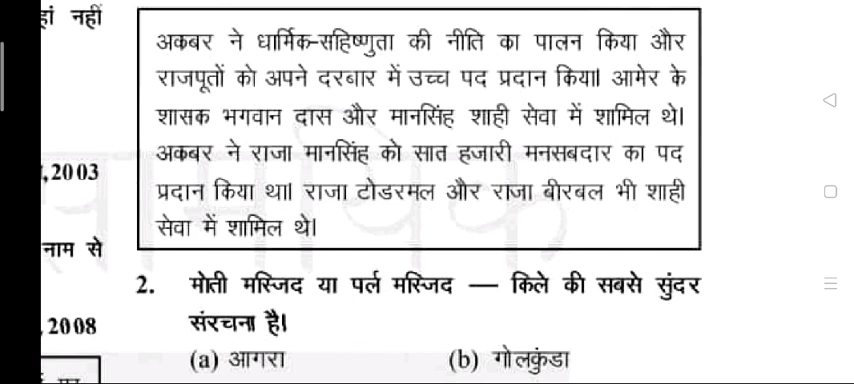 हां नहीं
,2003
नाम से
, 2008
अकबर ने धार्मिक-सहिष्णुता की नीति का पालन किया और
राजपूतों को अपने दरबार में उच्च पद प्रदान किया। आमेर के
शासक भगवान दास और मानसिंह शाही सेवा में शामिल थे।
अकबर ने राजा मानसिंह को सात हजारी मनसबदार का पद
प्रदान किया था। राजा टोडरमल और राजा बीरबल भी शाही
सेवा में शामिल थे।
2. मोती मस्जिद या पर्ल मस्जिद — किले की सबसे सुंदर
संरचना है।
(a) आगरा (b) गोलकुंडा